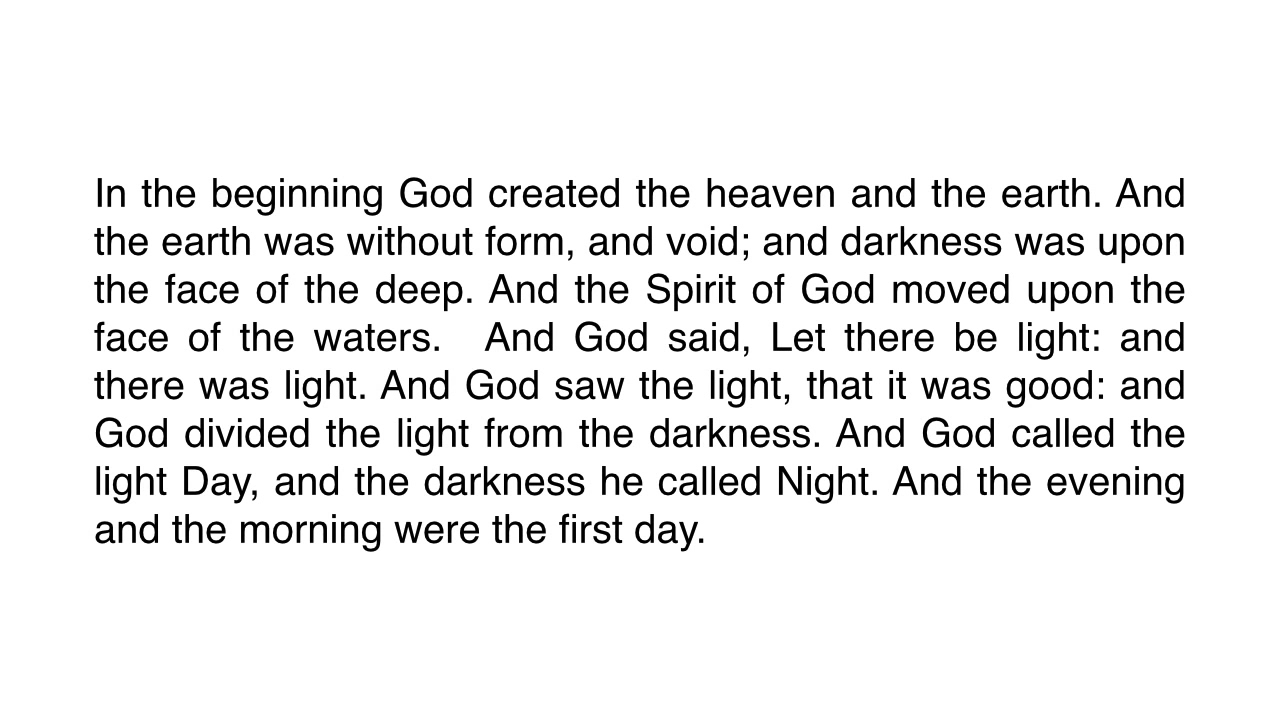 In the beginning God created the heaven and the earth. And
the earth was without form, and void; and darkness was upon
the face of the deep. And the Spirit of God moved upon the
face of the waters.  And God said, Let there be light: and
there was light. And God saw the light, that it was good: and
God divided the light from the darkness. And God called the
light Day, and the darkness he called Night. And the evening
and the morning were the first day.